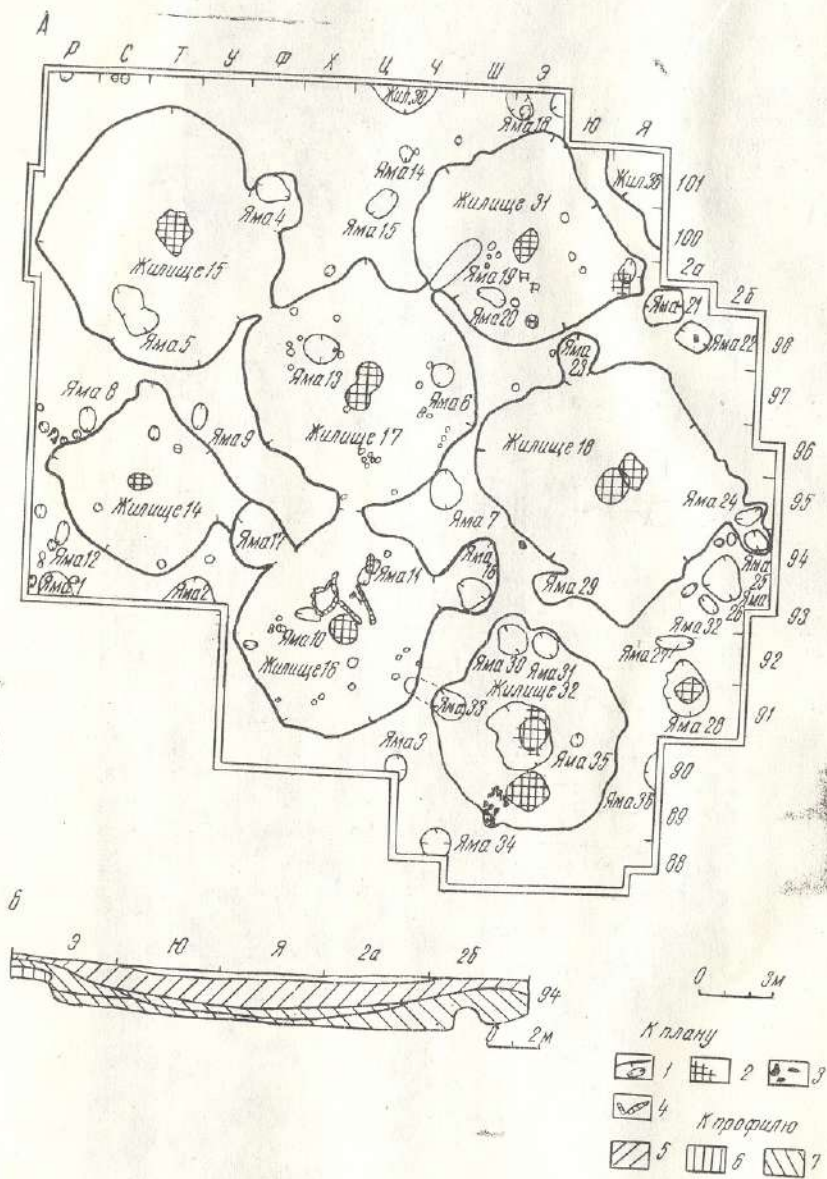 А
Р С Т У Ф Х Ц Ч Ш Э
Жил.30
Яма 18
Ю Я
Жил.36
101
100
2а
2б
98
97
96
95
94
93
92
91
90
89
88
Яма 14
Яма 4
Яма 15
Жилище 31
Жилище 15
Яма 19
Яма 20
Яма 21
Яма 22
Яма 5
Яма 13
Яма 23
Яма 8
Яма 6
Яма 9
Жилище 17
Жилище 18
Жилище 14
Яма 24
Яма 7
Яма 17
Яма 12
Яма 1
Яма 2
Яма 11
Яма 16
Яма 29
Яма 25
Яма 26
Яма 32
Яма 10
Яма 27
Жилище 16
Яма 30
Яма 31
Жилище 32
Яма 33
Яма 28
Яма 3
Яма 35
Яма 36
Яма 34
Б
Э Ю Я 2а 2б
94
0 2м
0 3м
К плану
1 2 3
4
К профилю
5 6 7